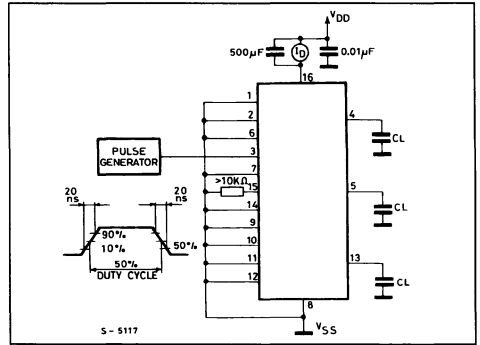 VDD
500μF
ID
0.01μF
16
1
2
6
3
7
>10KΩ
15
14
9
10
11
12
4
CL
5
CL
13
CL
8
VSS
PULSE
GENERATOR
20
ns
20
ns
90%
10%
50%
50%
DUTY CYCLE
S-5117